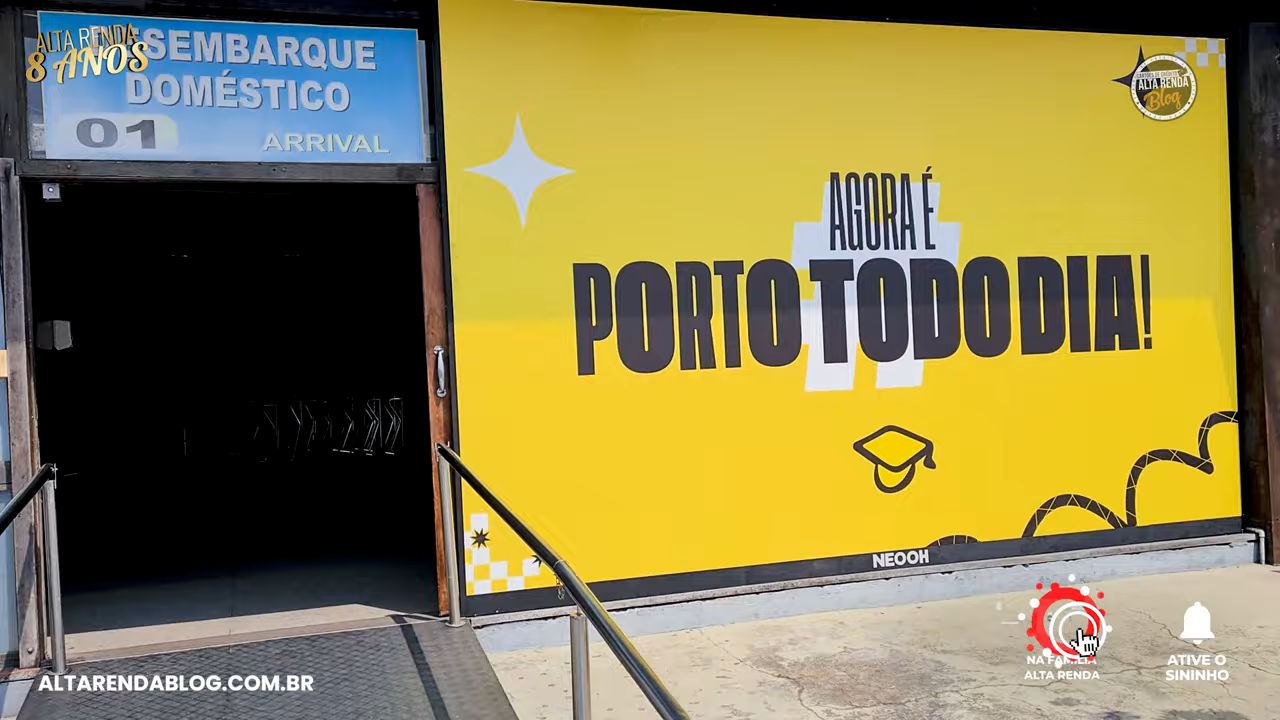 ALTA RENDA
8 ANOS
SEMBARQUE
DOMÉSTICO
01 ARRIVAL
ALTA RENDA
Blog
AGORA É
PORTO TODO DIA!
NEOOH
ALTARENDABLOG.COM.BR
NA FAMÍLIA
ALTA RENDA
ATIVE O
SININHO